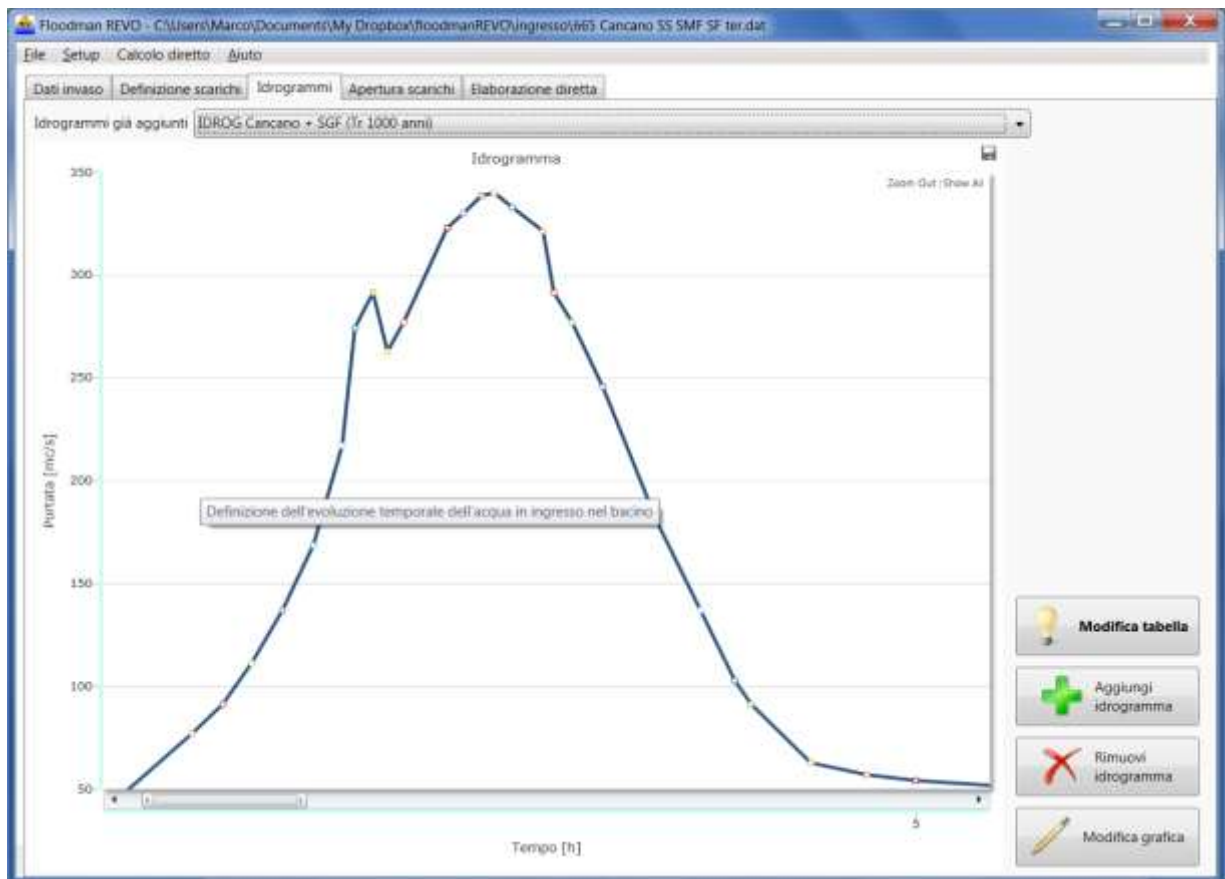 Floodman REVO - C:\Users\Marco\Documents\My Dropbox\floodmanREVO\ingresso\665 Cancano SS SMF SF ter.dat
File Setup Calcolo diretto Aiuto
Dati invaso Definizione scarichi Idrogrammi Apertura scarichi Elaborazione diretta
Idrogrammi già aggiunti IDROG Cancano + SGF (Tr 1000 anni)
Idrogramma
Zoom Out Show All
350
300
250
200
150
100
50
Portata [mc/s]
Definizione dell'evoluzione temporale dell'acqua in ingresso nel bacino
5
Tempo [h]
Modifica tabella
Aggiungi
idrogramma
Rimuovi
idrogramma
Modifica grafica